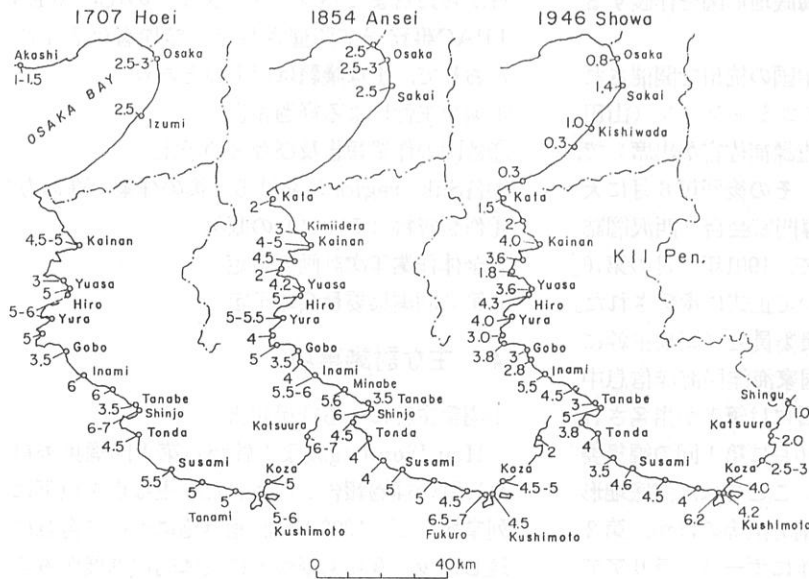 1707 Hoei
Akashi
1-1.5
2.5-3
Osaka
OSAKA BAY
2.5
Izumi
4.5-5
Kainan
3
Yuasa
5
Hiro
5-6
Yura
5
3.5
Gobo
Inami
6
6
3.5
Tanabe
Shinjo
6-7
4.5
Tonda
5.5
Susami
5
5
Tanami
Koza
5
5-6
Kushimoto
1854 Ansei
2.5
Osaka
2.5-3
2.5
Sakai
2
Kata
3
Kimiidera
4-5
Kainan
4.5
2
4.2
Yuasa
Hiro
5-5.5
Yura
4
5
Gobo
3.5
4
Inami
5.5-6
Minabe
5.6
3.5
Tanabe
6
Shinjo
Katsuura
6-7
4.5
Tonda
4
4
Susami
5
4.5
Koza
4.5-5
6.5-7
Fukuro
4.5
Kushimoto
1946 Showa
0.8
Osaka
1.4
Sakai
1.0
Kishiwada
0.3
0.3
1.5
Kata
2
4.0
Kainan
3.6
1.8
KII Pen.
3.6
Yuasa
4.3
Hiro
4.0
Yura
3.0
3.8
Gobo
3
2.8
Inami
5.5
4.5
Tanabe
3
5
3.8
Tonda
4
3.5
Susami
4.6
4.5
4
6.2
Shingu
1.0
Katsuura
2.0
2
2.5-3
Koza
4.0
4.2
Kushimoto
0
40 km